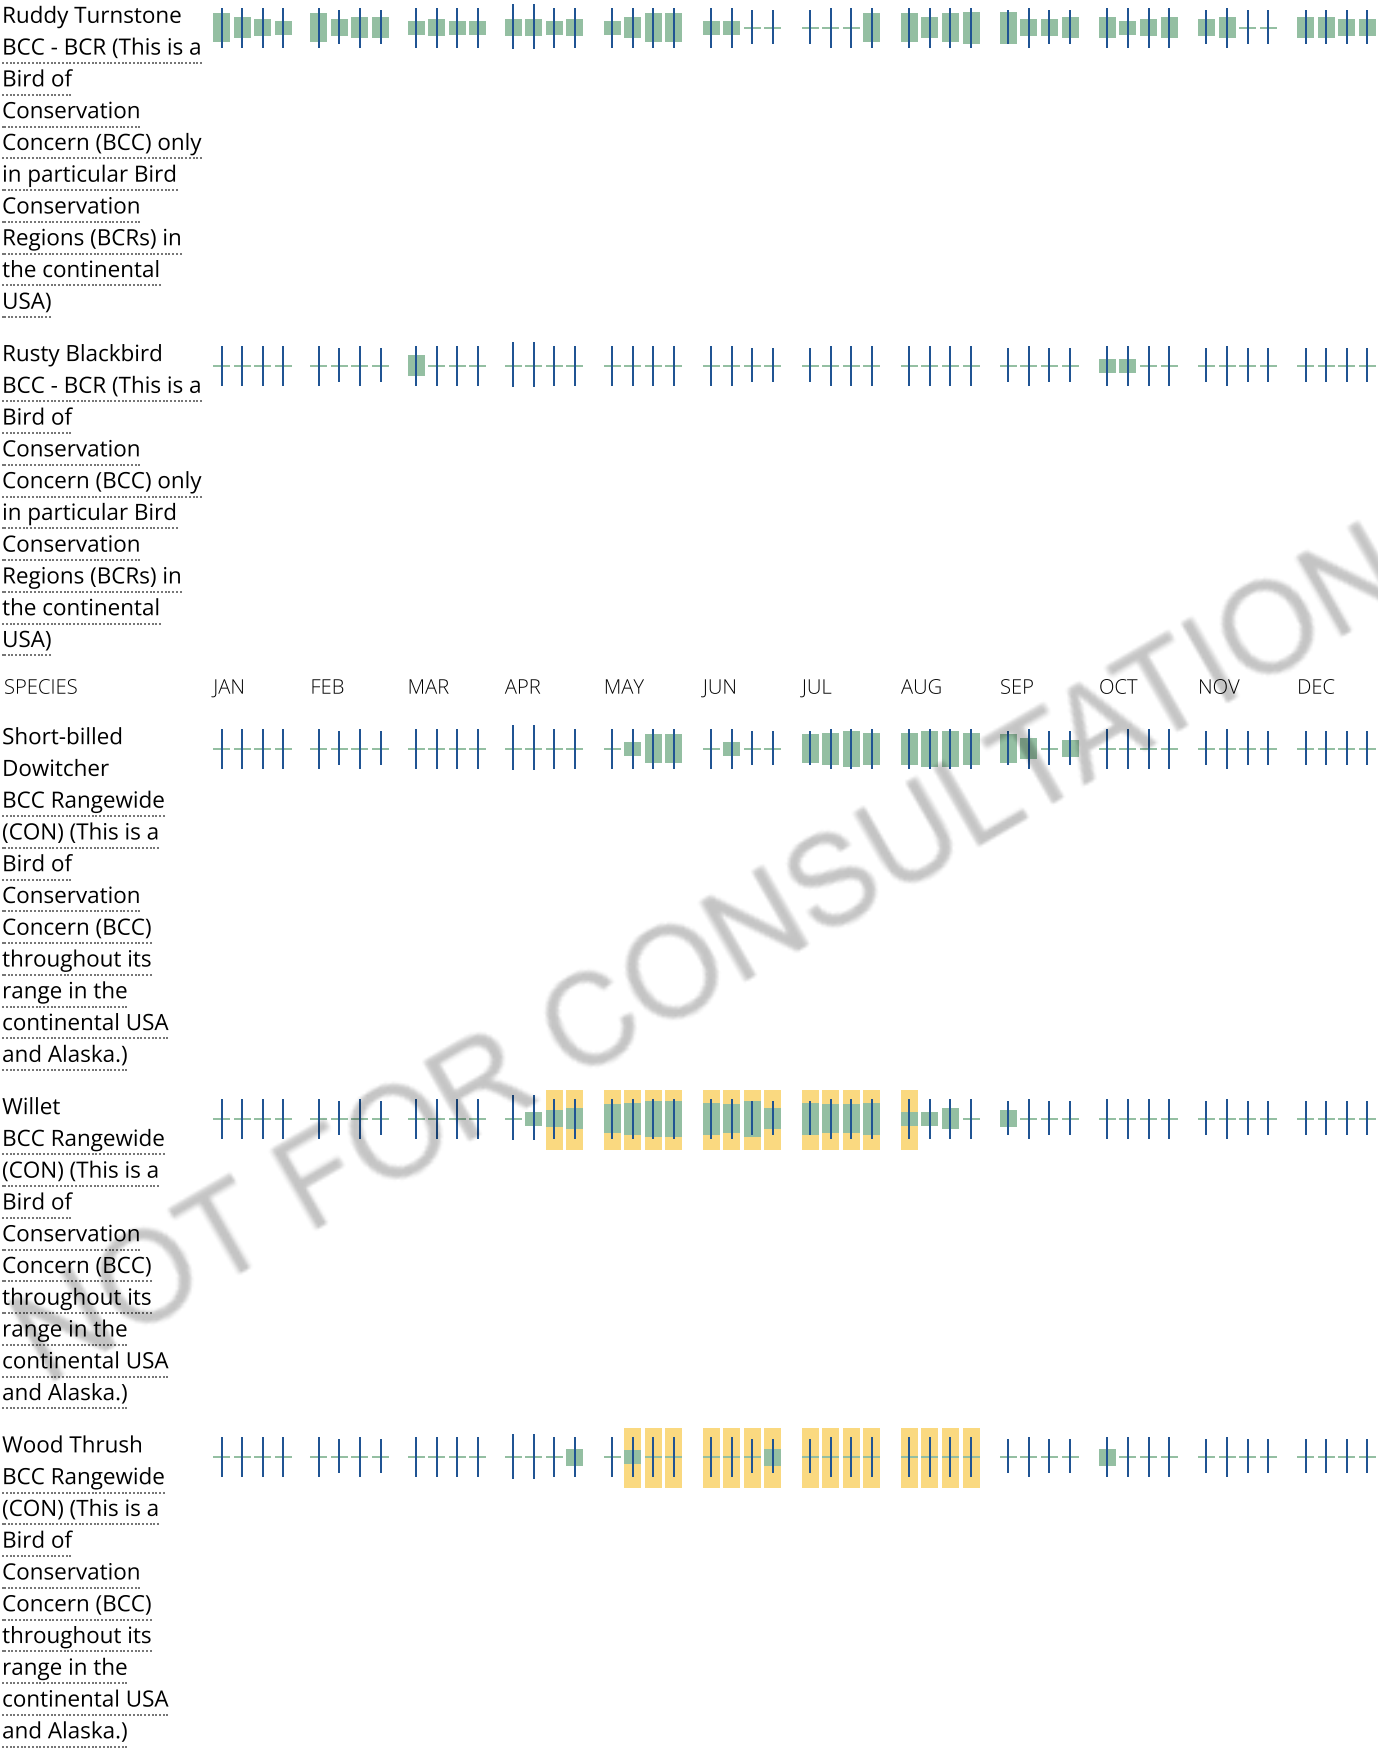 Ruddy Turnstone
BCC - BCR (This is a
Bird of
Conservation
Concern (BCC) only
in particular Bird
Conservation
Regions (BCRs) in
the continental
USA)
Rusty Blackbird
BCC - BCR (This is a
Bird of
Conservation
Concern (BCC) only
in particular Bird
Conservation
Regions (BCRs) in
the continental
USA)
SPECIES JAN FEB MAR APR MAY JUN JUL AUG SEP OCT NOV DEC
Short-billed
Dowitcher
BCC Rangewide
(CON) (This is a
Bird of
Conservation
Concern (BCC)
throughout its
range in the
continental USA
and Alaska.)
Willet
BCC Rangewide
(CON) (This is a
Bird of
Conservation
Concern (BCC)
throughout its
range in the
continental USA
and Alaska.)
Wood Thrush
BCC Rangewide
(CON) (This is a
Bird of
Conservation
Concern (BCC)
throughout its
range in the
continental USA
and Alaska.)
NOT FOR CONSULTATION